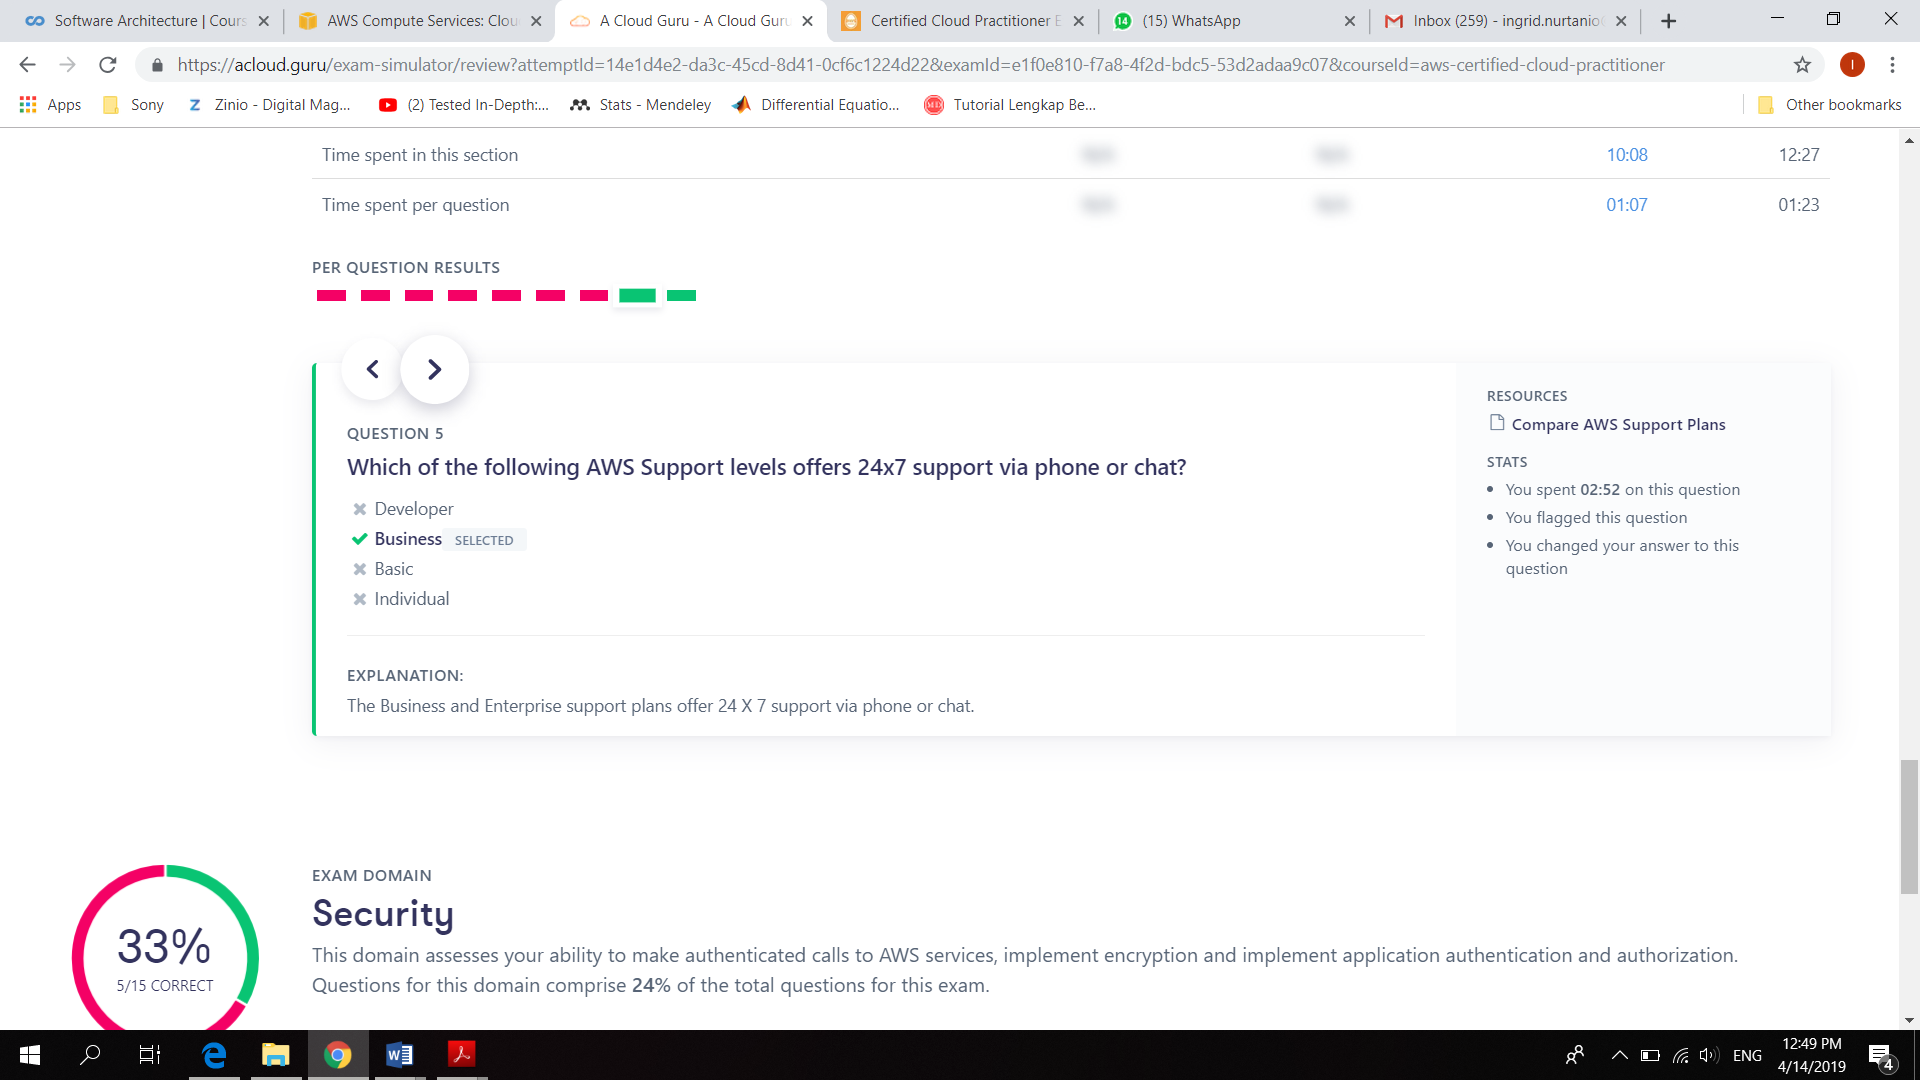 Software Architecture | Cours
AWS Compute Services: Clou
A Cloud Guru - A Cloud Guru
Certified Cloud Practitioner E
14
(15) WhatsApp
Inbox (259) - ingrid.nurtanio
https://acloud.guru/exam-simulator/review?attemptId=14e1d4e2-da3c-45cd-8d41-0cf6c1224d22&examId=e1f0e810-f7a8-4f2d-bdc5-53d2adaa9c07&courseId=aws-certified-cloud-practitioner
I
Apps
Sony
Z Zinio - Digital Mag...
(2) Tested In-Depth:...
Stats - Mendeley
Differential Equatio...
Tutorial Lengkap Be...
Other bookmarks
Time spent in this section 10:08 12:27
Time spent per question 01:07 01:23
PER QUESTION RESULTS
QUESTION 5
Which of the following AWS Support levels offers 24x7 support via phone or chat?
Developer
Business SELECTED
Basic
Individual
EXPLANATION:
The Business and Enterprise support plans offer 24 X 7 support via phone or chat.
RESOURCES
Compare AWS Support Plans
STATS
You spent 02:52 on this question
You flagged this question
You changed your answer to this
question
33%
5/15 CORRECT
EXAM DOMAIN
Security
This domain assesses your ability to make authenticated calls to AWS services, implement encryption and implement application authentication and authorization.
Questions for this domain comprise 24% of the total questions for this exam.
ENG
12:49 PM
4/14/2019
4